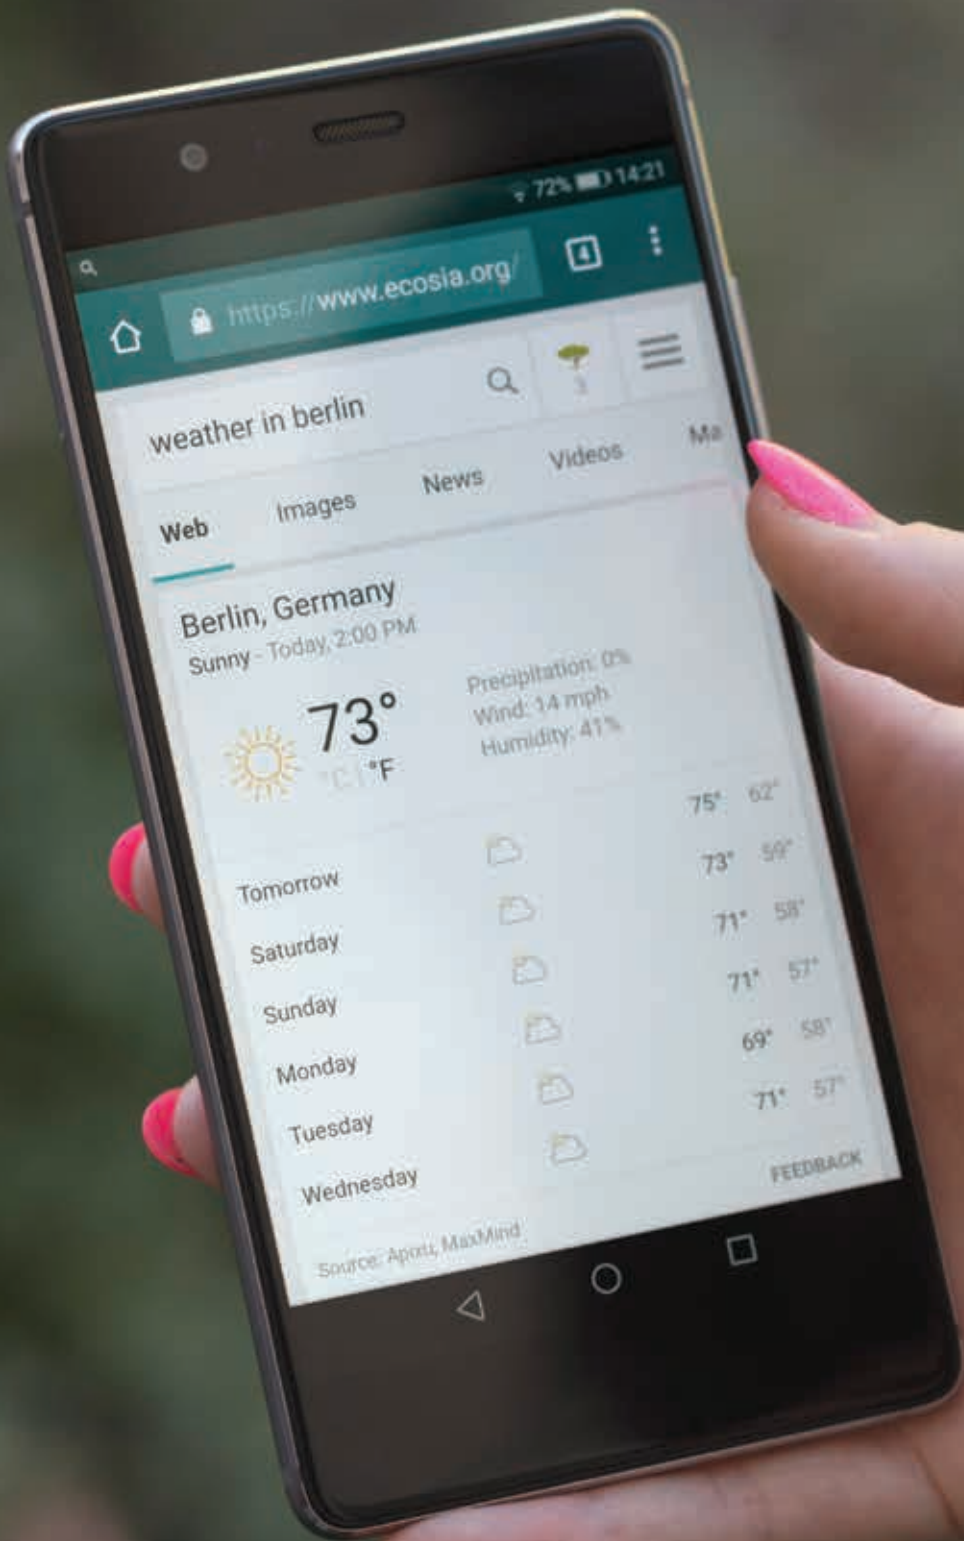 72% 14:21
https://www.ecosia.org/ 4
weather in berlin 3
Web Images News Videos Ma
Berlin, Germany
Sunny - Today, 2:00 PM
73°
°C | °F
Precipitation: 0%
Wind: 14 mph
Humidity: 41%
Tomorrow 75° 62°
Saturday 73° 59°
Sunday 71° 58°
Monday 71° 57°
Tuesday 69° 58°
Wednesday 71° 57°
Source: Apixu, MaxMind
FEEDBACK